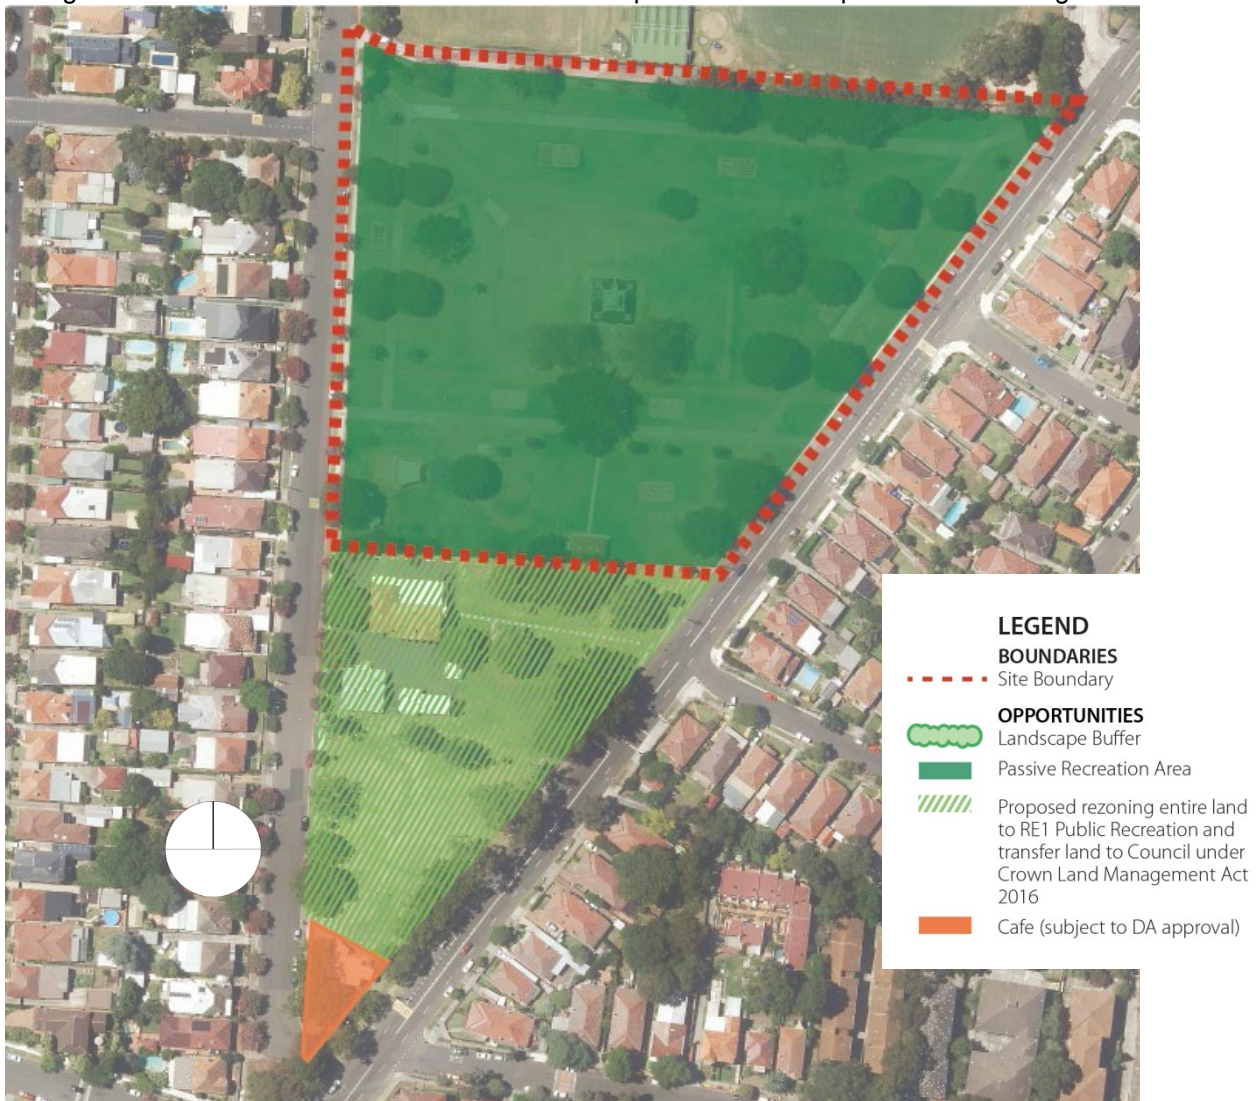 LEGEND
BOUNDARIES
Site Boundary
OPPORTUNITIES
Landscape Buffer
Passive Recreation Area
Proposed rezoning entire land
to RE1 Public Recreation and
transfer land to Council under
Crown Land Management Act
2016
Cafe (subject to DA approval)